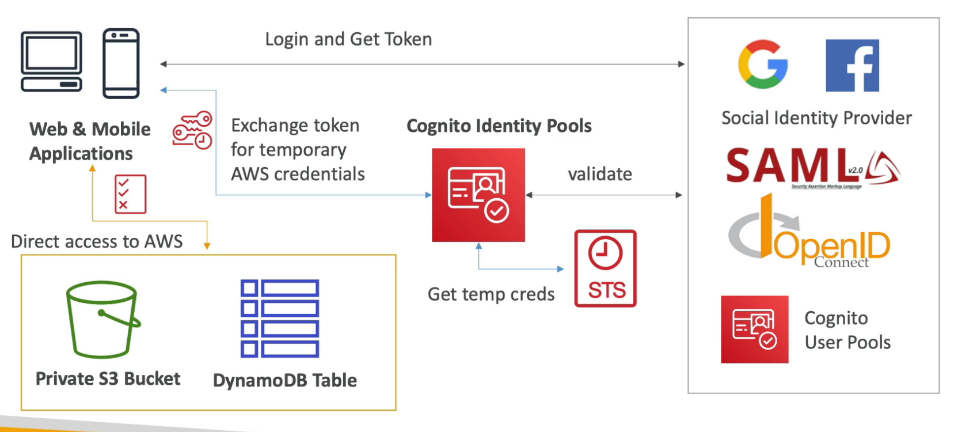 Login and Get Token
Web & Mobile
Applications
Exchange token
for temporary
AWS credentials
Cognito Identity Pools
validate
Get temp creds
STS
Direct access to AWS
Private S3 Bucket
DynamoDB Table
Social Identity Provider
SAML v2.0
Security Assertion Markup Language
OpenID
Connect
Cognito
User Pools